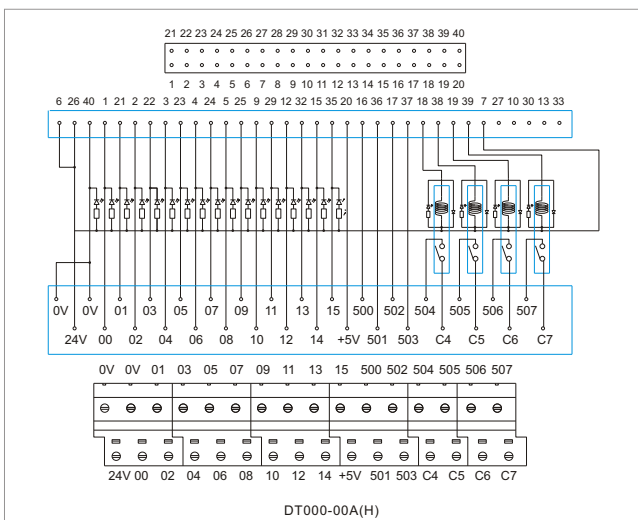 21 22 23 24 25 26 27 28 29 30 31 32 33 34 35 36 37 38 39 40
1 2 3 4 5 6 7 8 9 10 11 12 13 14 15 16 17 18 19 20
6 26 40 1 21 2 22 3 23 4 24 5 25 9 29 12 32 15 35 20 16 36 17 37 18 38 19 39 7 27 10 30 13 33
0V 0V 01 03 05 07 09 11 13 15 500 502 504 505 506 507
24V 00 02 04 06 08 10 12 14 +5V 501 503 C4 C5 C6 C7
0V 0V 01 03 05 07 09 11 13 15 500 502 504 505 506 507
24V 00 02 04 06 08 10 12 14 +5V 501 503 C4 C5 C6 C7
DT000-00A(H)